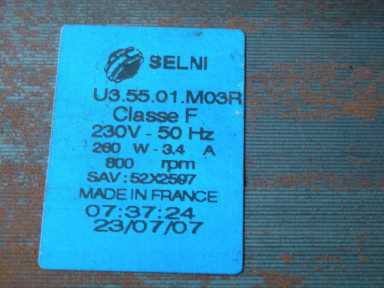 SELNI
U3.55.01.M03R
Classe F
230V - 50 Hz
260 W - 3.4 A
800 rpm
SAV : 52X2597
MADE IN FRANCE
07:37:24
23/07/07